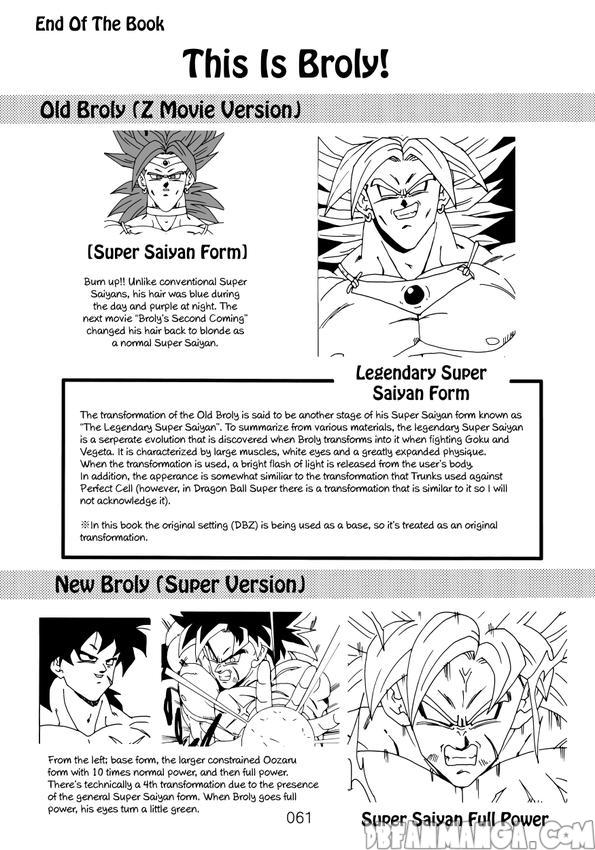 End Of The Book
This Is Broly!
Old Broly (Z Movie Version)
[Super Saiyan Form]
Burn up!! Unlike conventional Super
Saiyans, his hair was blue during
the day and purple at night. The
next movie "Broly's Second Coming"
changed his hair back to blonde as
a normal Super Saiyan.
Legendary Super
Saiyan Form
The transformation of the Old Broly is said to be another stage of his Super Saiyan form known as
"The Legendary Super Saiyan". To summarize from various materials, the legendary Super Saiyan
is a serperate evolution that is discovered when Broly transforms into it when fighting Goku and
Vegeta. It is characterized by large muscles, white eyes and a greatly expanded physique.
When the transformation is used, a bright flash of light is released from the user's body.
In addition, the apperance is somewhat similiar to the transformation that Trunks used against
Perfect Cell (however, in Dragon Ball Super there is a transformation that is similar to it so I will
not acknowledge it).
※In this book the original setting (DBZ) is being used as a base, so it's treated as an original
transformation.
New Broly (Super Version)
From the left; base form, the larger constrained Oozaru
form with 10 times normal power, and then full power.
There's technically a 4th transformation due to the presence
of the general Super Saiyan form. When Broly goes full
power, his eyes turn a little green.
061
Super Saiyan Full Power
DBFANMANGA.COM